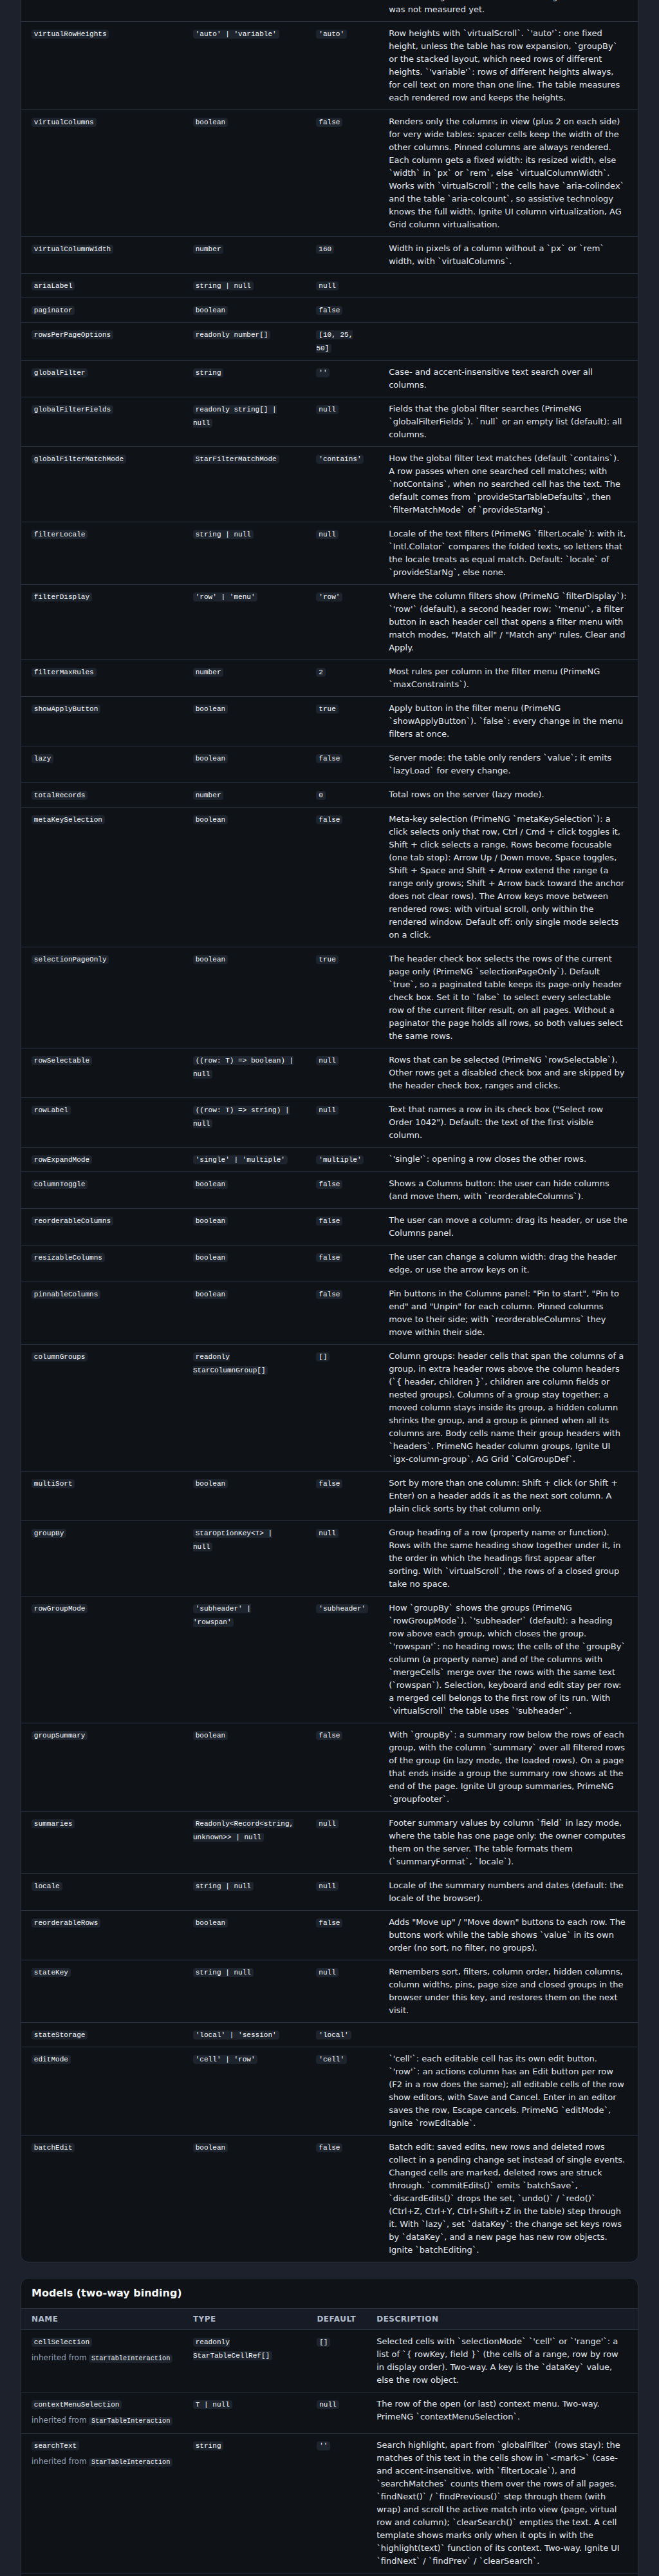 was not measured yet.
virtualRowHeights 'auto' | 'variable' 'auto' Row heights with `virtualScroll`. `'auto'`: one fixed
height, unless the table has row expansion, `groupBy`
or the stacked layout, which need rows of different
heights. `'variable'`: rows of different heights always,
for cell text on more than one line. The table measures
each rendered row and keeps the heights.
virtualColumns boolean false Renders only the columns in view (plus 2 on each side)
for very wide tables: spacer cells keep the width of the
other columns. Pinned columns are always rendered.
Each column gets a fixed width: its resized width, else
`width` in `px` or `rem`, else `virtualColumnWidth`.
Works with `virtualScroll`; the cells have `aria-colindex`
and the table `aria-colcount`, so assistive technology
knows the full width. Ignite UI column virtualization, AG
Grid column virtualisation.
virtualColumnWidth number 160 Width in pixels of a column without a `px` or `rem`
width, with `virtualColumns`.
ariaLabel string | null null
paginator boolean false
rowsPerPageOptions readonly number[] [10, 25,
50]
globalFilter string '' Case- and accent-insensitive text search over all
columns.
globalFilterFields readonly string[] | null Fields that the global filter searches (PrimeNG
null `globalFilterFields`). `null` or an empty list (default): all
columns.
globalFilterMatchMode StarFilterMatchMode 'contains' How the global filter text matches (default `contains`).
A row passes when one searched cell matches; with
`notContains`, when no searched cell has the text. The
default comes from `provideStarTableDefaults`, then
`filterMatchMode` of `provideStarNg`.
filterLocale string | null null Locale of the text filters (PrimeNG `filterLocale`): with it,
`Intl.Collator` compares the folded texts, so letters that
the locale treats as equal match. Default: `locale` of
`provideStarNg`, else none.
filterDisplay 'row' | 'menu' 'row' Where the column filters show (PrimeNG `filterDisplay`):
`'row'` (default), a second header row; `'menu'`, a filter
button in each header cell that opens a filter menu with
match modes, "Match all" / "Match any" rules, Clear and
Apply.
filterMaxRules number 2 Most rules per column in the filter menu (PrimeNG
`maxConstraints`).
showApplyButton boolean true Apply button in the filter menu (PrimeNG
`showApplyButton`). `false`: every change in the menu
filters at once.
lazy boolean false Server mode: the table only renders `value`; it emits
`lazyLoad` for every change.
totalRecords number 0 Total rows on the server (lazy mode).
metaKeySelection boolean false Meta-key selection (PrimeNG `metaKeySelection`): a
click selects only that row, Ctrl / Cmd + click toggles it,
Shift + click selects a range. Rows become focusable
(one tab stop): Arrow Up / Down move, Space toggles,
Shift + Space and Shift + Arrow extend the range (a
range only grows; Shift + Arrow back toward the anchor
does not clear rows). The Arrow keys move between
rendered rows: with virtual scroll, only within the
rendered window. Default off: only single mode selects
on a click.
selectionPageOnly boolean true The header check box selects the rows of the current
page only (PrimeNG `selectionPageOnly`). Default
`true`, so a paginated table keeps its page-only header
check box. Set it to `false` to select every selectable
row of the current filter result, on all pages. Without a
paginator the page holds all rows, so both values select
the same rows.
rowSelectable ((row: T) => boolean) | null Rows that can be selected (PrimeNG `rowSelectable`).
null Other rows get a disabled check box and are skipped by
the header check box, ranges and clicks.
rowLabel ((row: T) => string) | null Text that names a row in its check box ("Select row
null Order 1042"). Default: the text of the first visible
column.
rowExpandMode 'single' | 'multiple' 'multiple' `'single'`: opening a row closes the other rows.
columnToggle boolean false Shows a Columns button: the user can hide columns
(and move them, with `reorderableColumns`).
reorderableColumns boolean false The user can move a column: drag its header, or use the
Columns panel.
resizableColumns boolean false The user can change a column width: drag the header
edge, or use the arrow keys on it.
pinnableColumns boolean false Pin buttons in the Columns panel: "Pin to start", "Pin to
end" and "Unpin" for each column. Pinned columns
move to their side; with `reorderableColumns` they
move within their side.
columnGroups readonly [] Column groups: header cells that span the columns of a
StarColumnGroup[] group, in extra header rows above the column headers
(`{ header, children }`, children are column fields or
nested groups). Columns of a group stay together: a
moved column stays inside its group, a hidden column
shrinks the group, and a group is pinned when all its
columns are. Body cells name their group headers with
`headers`. PrimeNG header column groups, Ignite UI
`igx-column-group`, AG Grid `ColGroupDef`.
multiSort boolean false Sort by more than one column: Shift + click (or Shift +
Enter) on a header adds it as the next sort column. A
plain click sorts by that column only.
groupBy StarOptionKey<T> | null Group heading of a row (property name or function).
null Rows with the same heading show together under it, in
the order in which the headings first appear after
sorting. With `virtualScroll`, the rows of a closed group
take no space.
rowGroupMode 'subheader' | 'subheader' How `groupBy` shows the groups (PrimeNG
'rowspan' `rowGroupMode`). `'subheader'` (default): a heading
row above each group, which closes the group.
`'rowspan'`: no heading rows; the cells of the `groupBy`
column (a property name) and of the columns with
`mergeCells` merge over the rows with the same text
(`rowspan`). Selection, keyboard and edit stay per row:
a merged cell belongs to the first row of its run. With
`virtualScroll` the table uses `'subheader'`.
groupSummary boolean false With `groupBy`: a summary row below the rows of each
group, with the column `summary` over all filtered rows
of the group (in lazy mode, the loaded rows). On a page
that ends inside a group the summary row shows at the
end of the page. Ignite UI group summaries, PrimeNG
`groupfooter`.
summaries Readonly<Record<string, null Footer summary values by column `field` in lazy mode,
unknown>> | null where the table has one page only: the owner computes
them on the server. The table formats them
(`summaryFormat`, `locale`).
locale string | null null Locale of the summary numbers and dates (default: the
locale of the browser).
reorderableRows boolean false Adds "Move up" / "Move down" buttons to each row. The
buttons work while the table shows `value` in its own
order (no sort, no filter, no groups).
stateKey string | null null Remembers sort, filters, column order, hidden columns,
column widths, pins, page size and closed groups in the
browser under this key, and restores them on the next
visit.
stateStorage 'local' | 'session' 'local'
editMode 'cell' | 'row' 'cell' `'cell'`: each editable cell has its own edit button.
`'row'`: an actions column has an Edit button per row
(F2 in a row does the same); all editable cells of the row
show editors, with Save and Cancel. Enter in an editor
saves the row, Escape cancels. PrimeNG `editMode`,
Ignite `rowEditable`.
batchEdit boolean false Batch edit: saved edits, new rows and deleted rows
collect in a pending change set instead of single events.
Changed cells are marked, deleted rows are struck
through. `commitEdits()` emits `batchSave`,
`discardEdits()` drops the set, `undo()` / `redo()`
(Ctrl+Z, Ctrl+Y, Ctrl+Shift+Z in the table) step through
it. With `lazy`, set `dataKey`: the change set keys rows
by `dataKey`, and a new page has new row objects.
Ignite `batchEditing`.
Models (two-way binding)
NAME TYPE DEFAULT DESCRIPTION
cellSelection readonly [] Selected cells with `selectionMode` `'cell'` or `'range'`: a
inherited from StarTableInteraction StarTableCellRef[] list of `{ rowKey, field }` (the cells of a range, row by row
in display order). Two-way. A key is the `dataKey` value,
else the row object.
contextMenuSelection T | null null The row of the open (or last) context menu. Two-way.
inherited from StarTableInteraction PrimeNG `contextMenuSelection`.
searchText string '' Search highlight, apart from `globalFilter` (rows stay): the
inherited from StarTableInteraction matches of this text in the cells show in `<mark>` (case-
and accent-insensitive, with `filterLocale`), and
`searchMatches` counts them over the rows of all pages.
`findNext()` / `findPrevious()` step through them (with
wrap) and scroll the active match into view (page, virtual
row and column); `clearSearch()` empties the text. A cell
template shows marks only when it opts in with the
`highlight(text)` function of its context. Two-way. Ignite UI
`findNext` / `findPrev` / `clearSearch`.